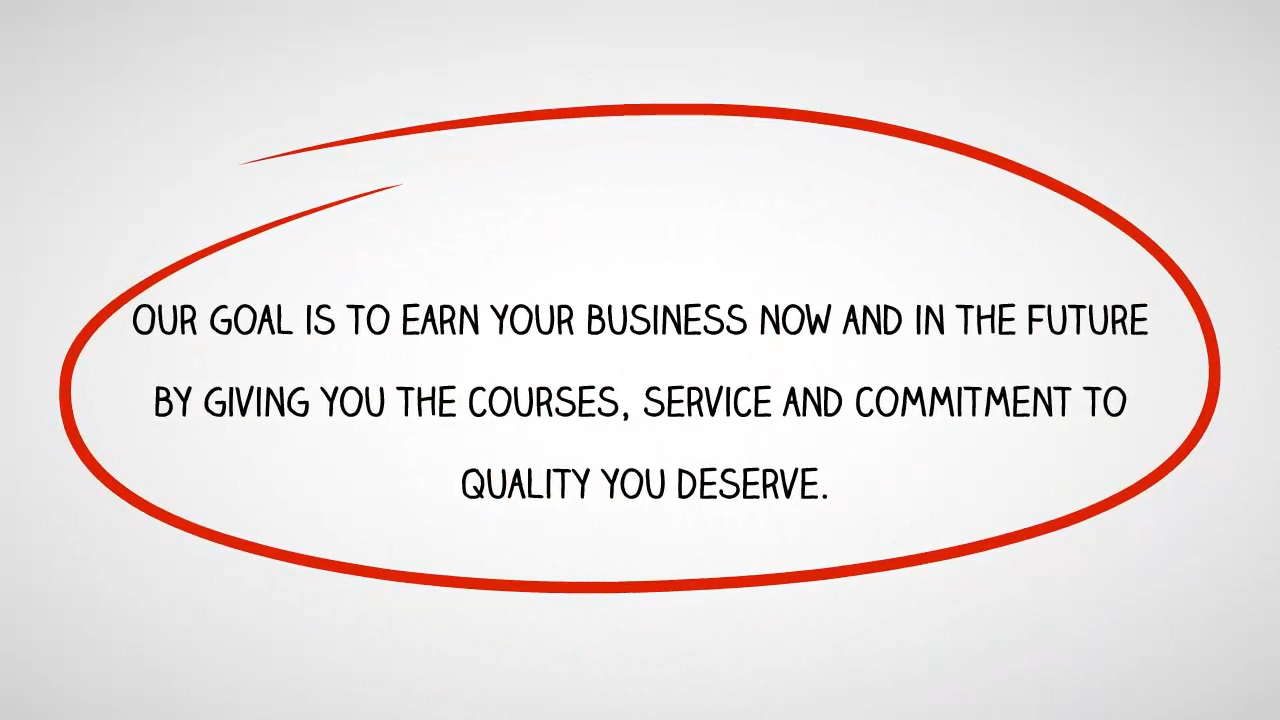 OUR GOAL IS TO EARN YOUR BUSINESS NOW AND IN THE FUTURE
BY GIVING YOU THE COURSES, SERVICE AND COMMITMENT TO
QUALITY YOU DESERVE.